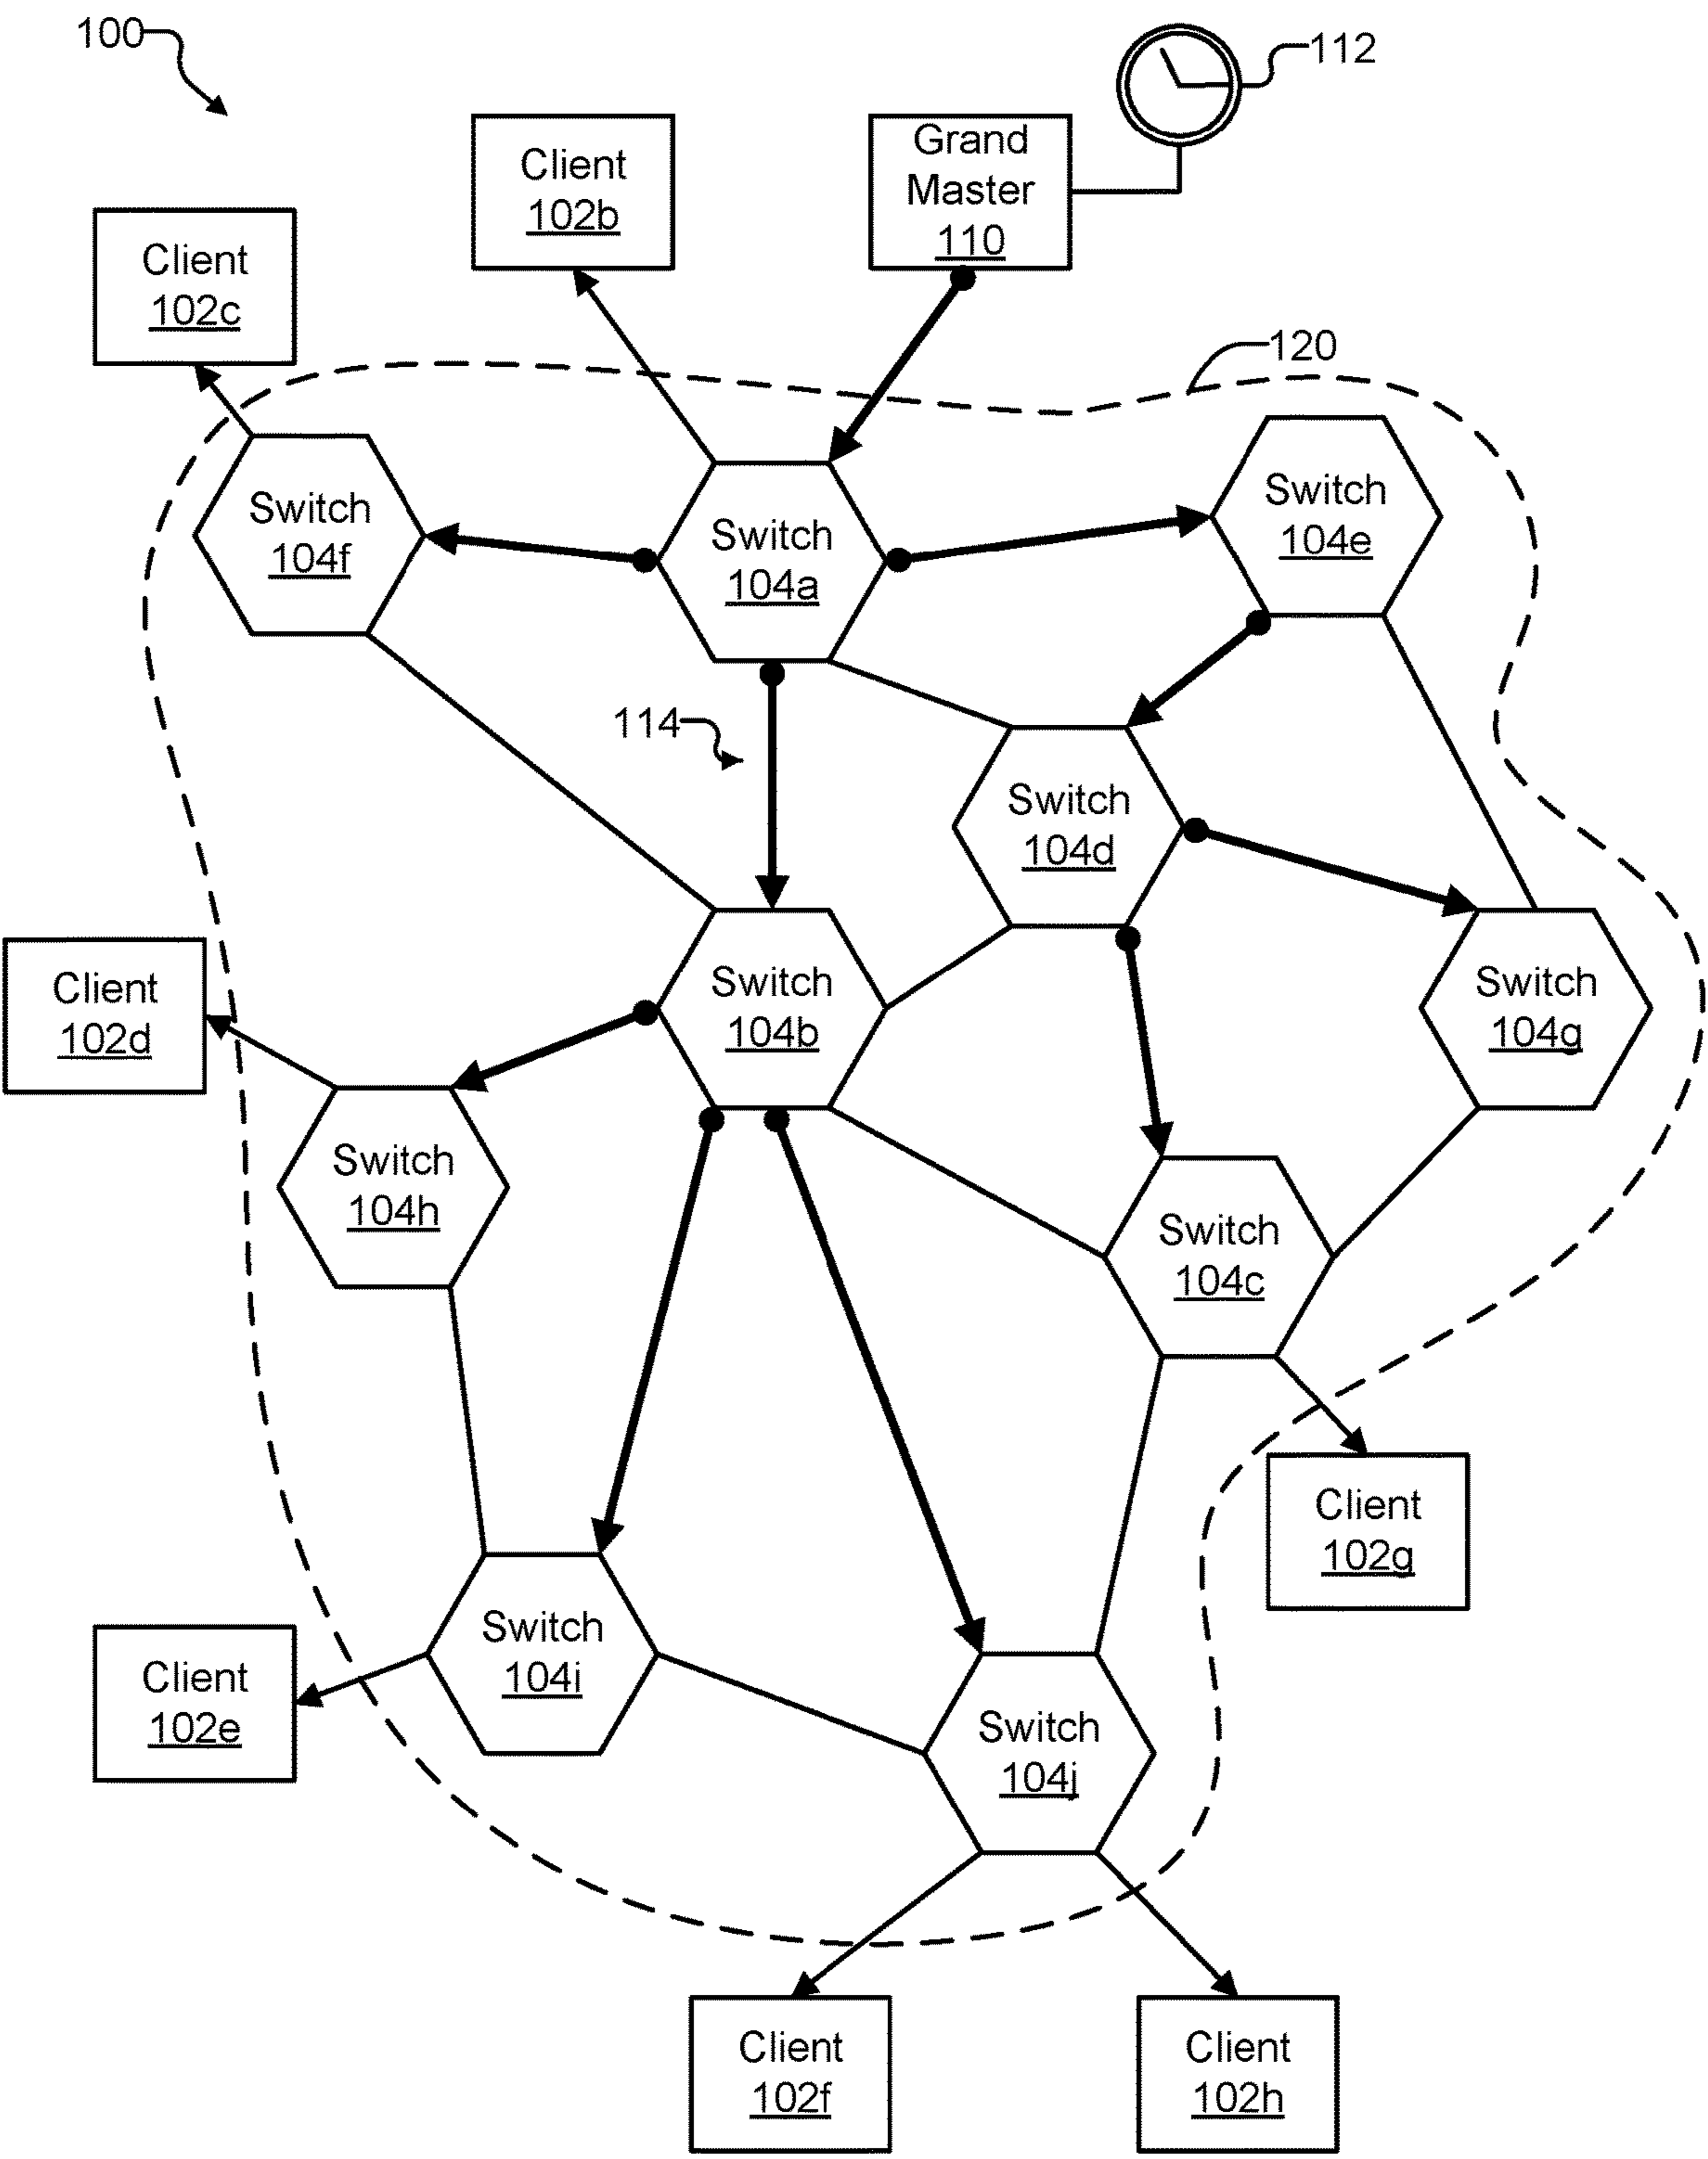 100
112
Grand
Master
110
Client
102b
Client
102c
120
Switch
104e
Switch
104f
Switch
104a
114
Switch
104d
Client
102d
Switch
104b
Switch
104g
Switch
104h
Switch
104c
Client
102g
Switch
104i
Client
102e
Switch
104j
Client
102f
Client
102h